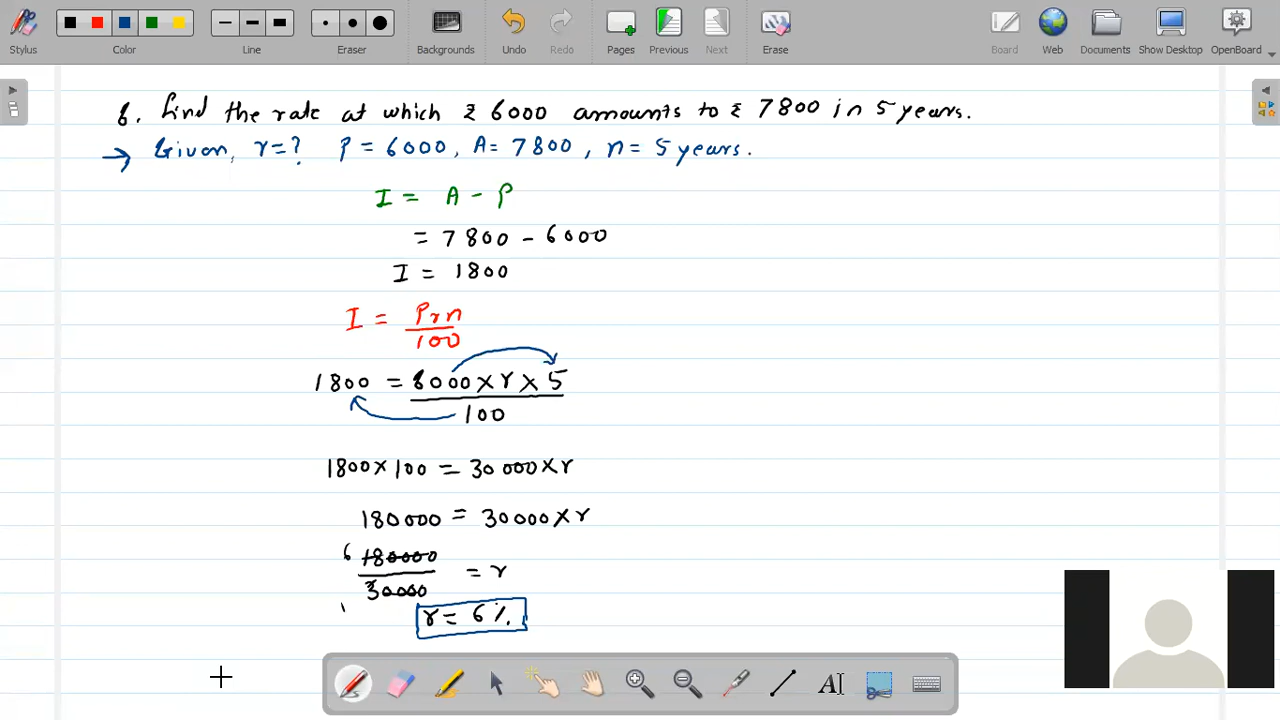 Stylus Color Line Eraser Backgrounds Undo Redo Pages Previous Next Erase Board Web Documents Show Desktop OpenBoard
6. Find the rate at which ₹ 6000 amounts to ₹ 7800 in 5 years.
→ Given, r=? P = 6000, A= 7800, n= 5 years.
I = A - P
= 7800 - 6000
I = 1800
I = Prn
100
1800 = 6000 x r x 5
100
1800 x 100 = 30000 x r
180000 = 30000 x r
6 180000
30000 = r
1
r = 6 %.